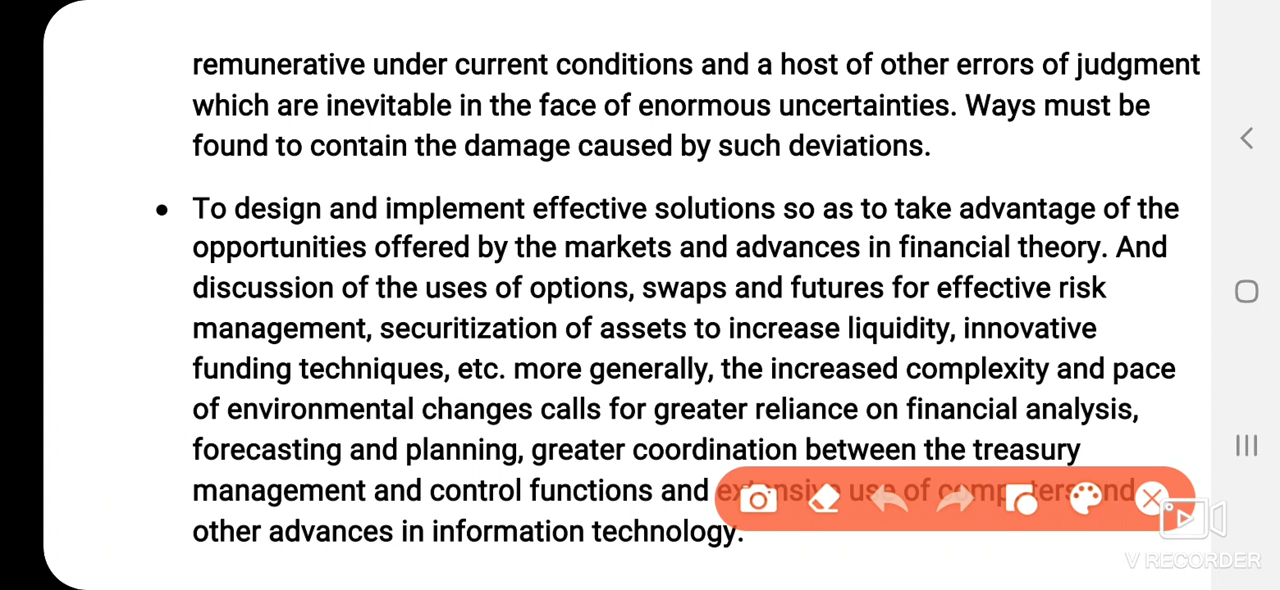 remunerative under current conditions and a host of other errors of judgment
which are inevitable in the face of enormous uncertainties. Ways must be
found to contain the damage caused by such deviations.
• To design and implement effective solutions so as to take advantage of the
opportunities offered by the markets and advances in financial theory. And
discussion of the uses of options, swaps and futures for effective risk
management, securitization of assets to increase liquidity, innovative
funding techniques, etc. more generally, the increased complexity and pace
of environmental changes calls for greater reliance on financial analysis,
forecasting and planning, greater coordination between the treasury
management and control functions and extensive use of computers and
other advances in information technology.
V RECORDER